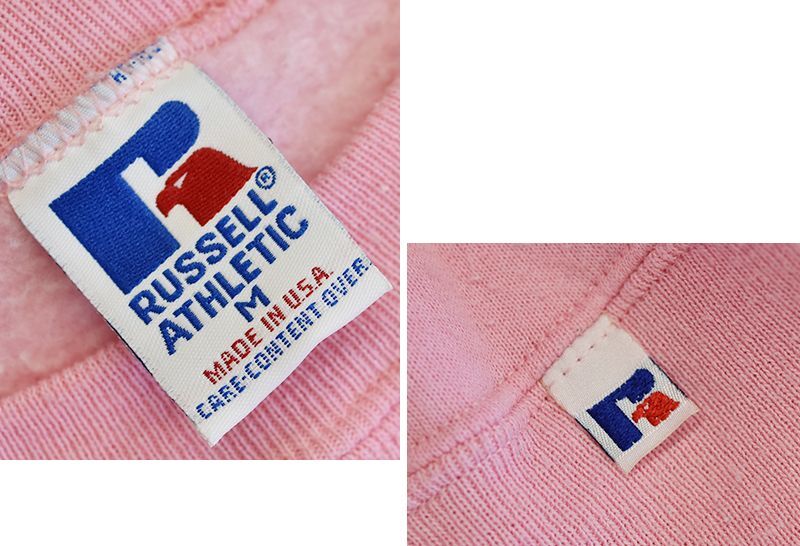 R®
RUSSELL
ATHLETIC
M
MADE IN U.S.A.
CARE-CONTENT OVER
R